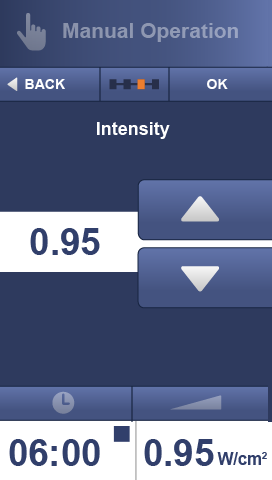 Manual Operation
BACK OK
Intensity
0.95
06:00 0.95 W/cm²